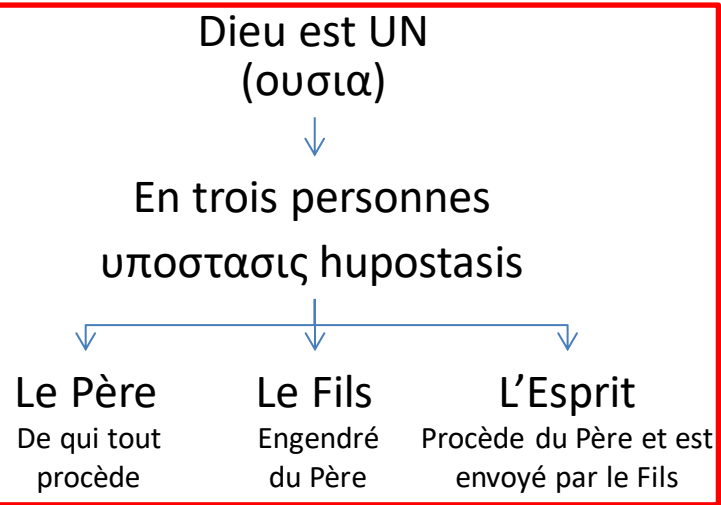 Dieu est UN
(ουσια)
En trois personnes
υποστασις hupostasis
Le Père Le Fils L’Esprit
De qui tout Engendré Procède du Père et est
procède du Père envoyé par le Fils